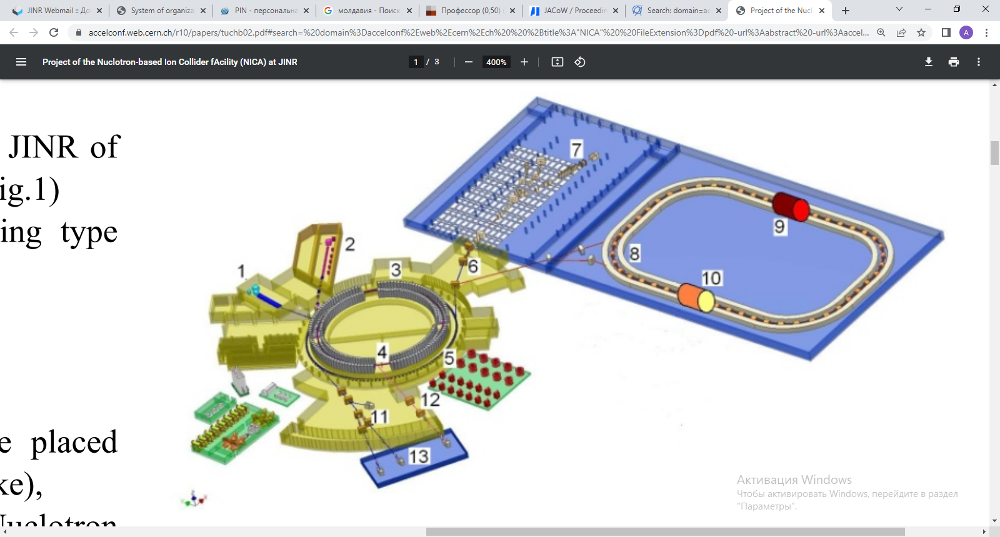 JINR Webmail :: До
System of organiza
PIN - персональна
молдавия - Поиск
Профессор (0,50)
JACoW / Proceedin
Search: domain=ac
Project of the Nucl
accelconf.web.cern.ch/r10/papers/tuchb02.pdf#search=%20domain%3Daccelconf%2Eweb%2Ecern%2Ech%20%20%2Btitle%3A"NICA"%20%20FileExtension%3Dpdf%20-url%3Aabstract%20-url%3Aaccel...
A
Project of the Nuclotron-based Ion Collider fAcility (NICA) at JINR
1 / 3
400%
JINR of
ig.1)
ing type
e placed
ke),
Nuclotron
7
9
2
8
1
3
6
10
4
5
12
11
13
Активация Windows
Чтобы активировать Windows, перейдите в раздел
"Параметры".